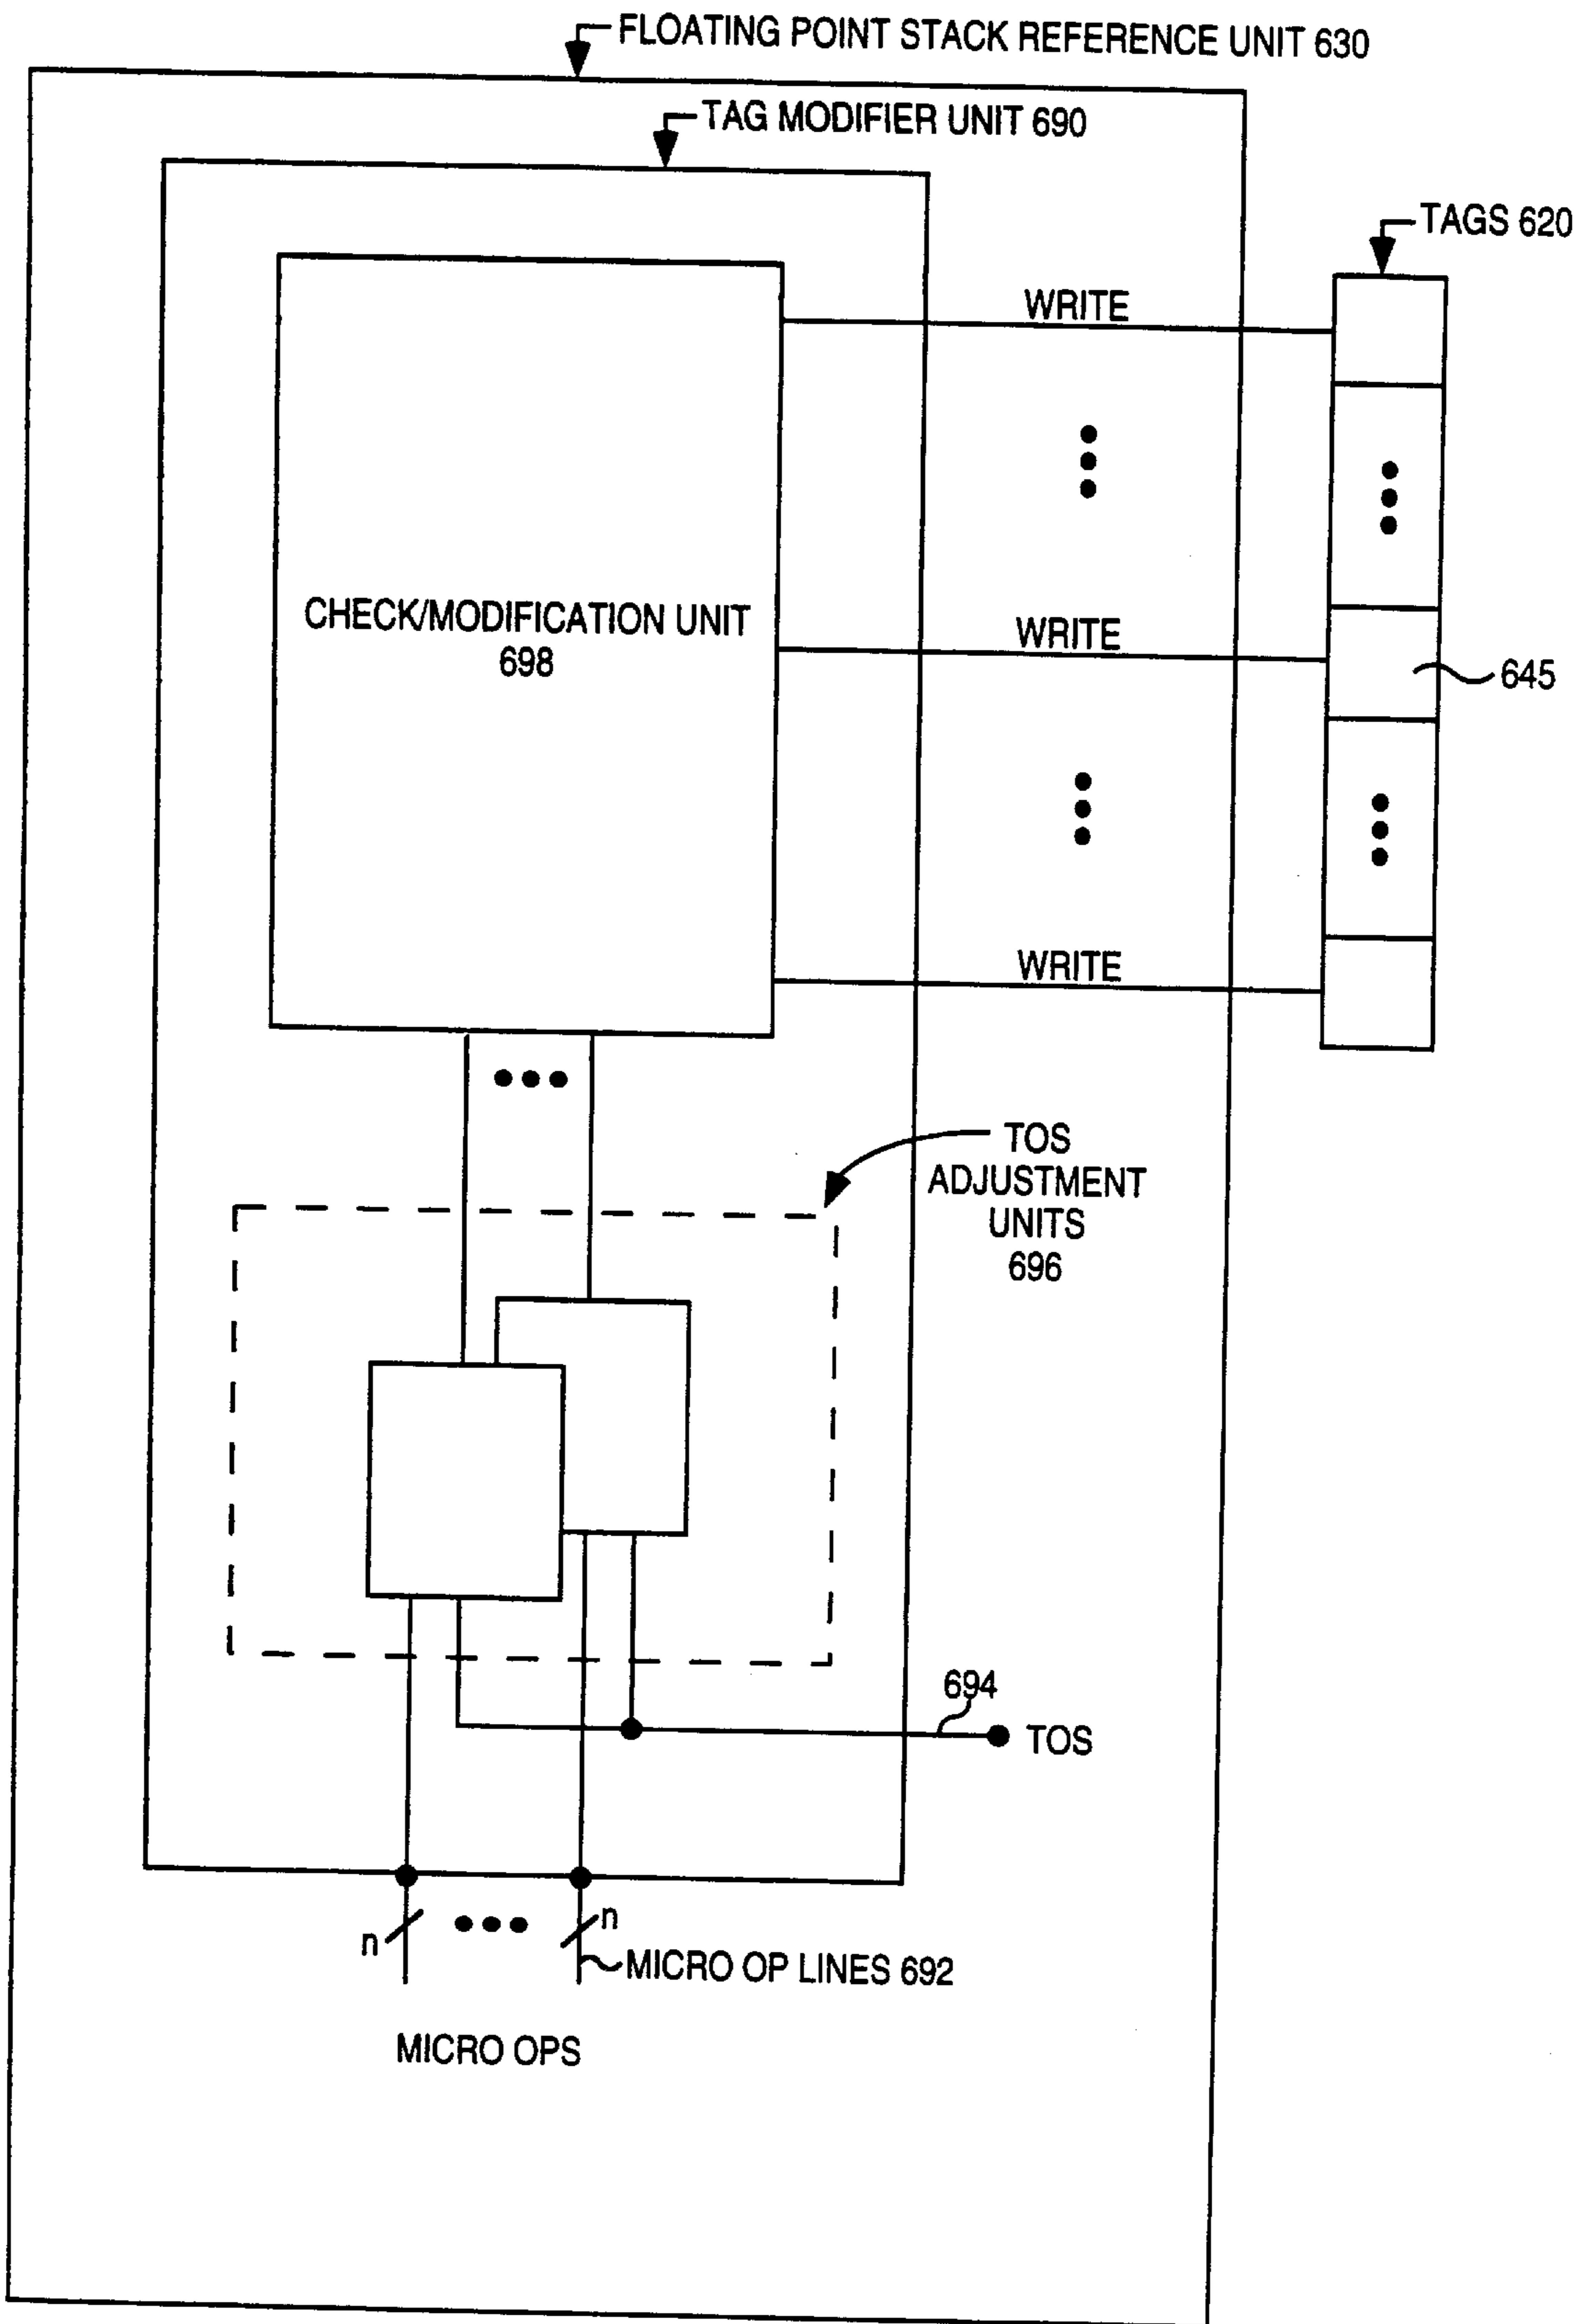 FLOATING POINT STACK REFERENCE UNIT 630
TAG MODIFIER UNIT 690
TAGS 620
WRITE
CHECK/MODIFICATION UNIT
698
WRITE
645
WRITE
TOS
ADJUSTMENT
UNITS
696
694
TOS
n
n
MICRO OP LINES 692
MICRO OPS